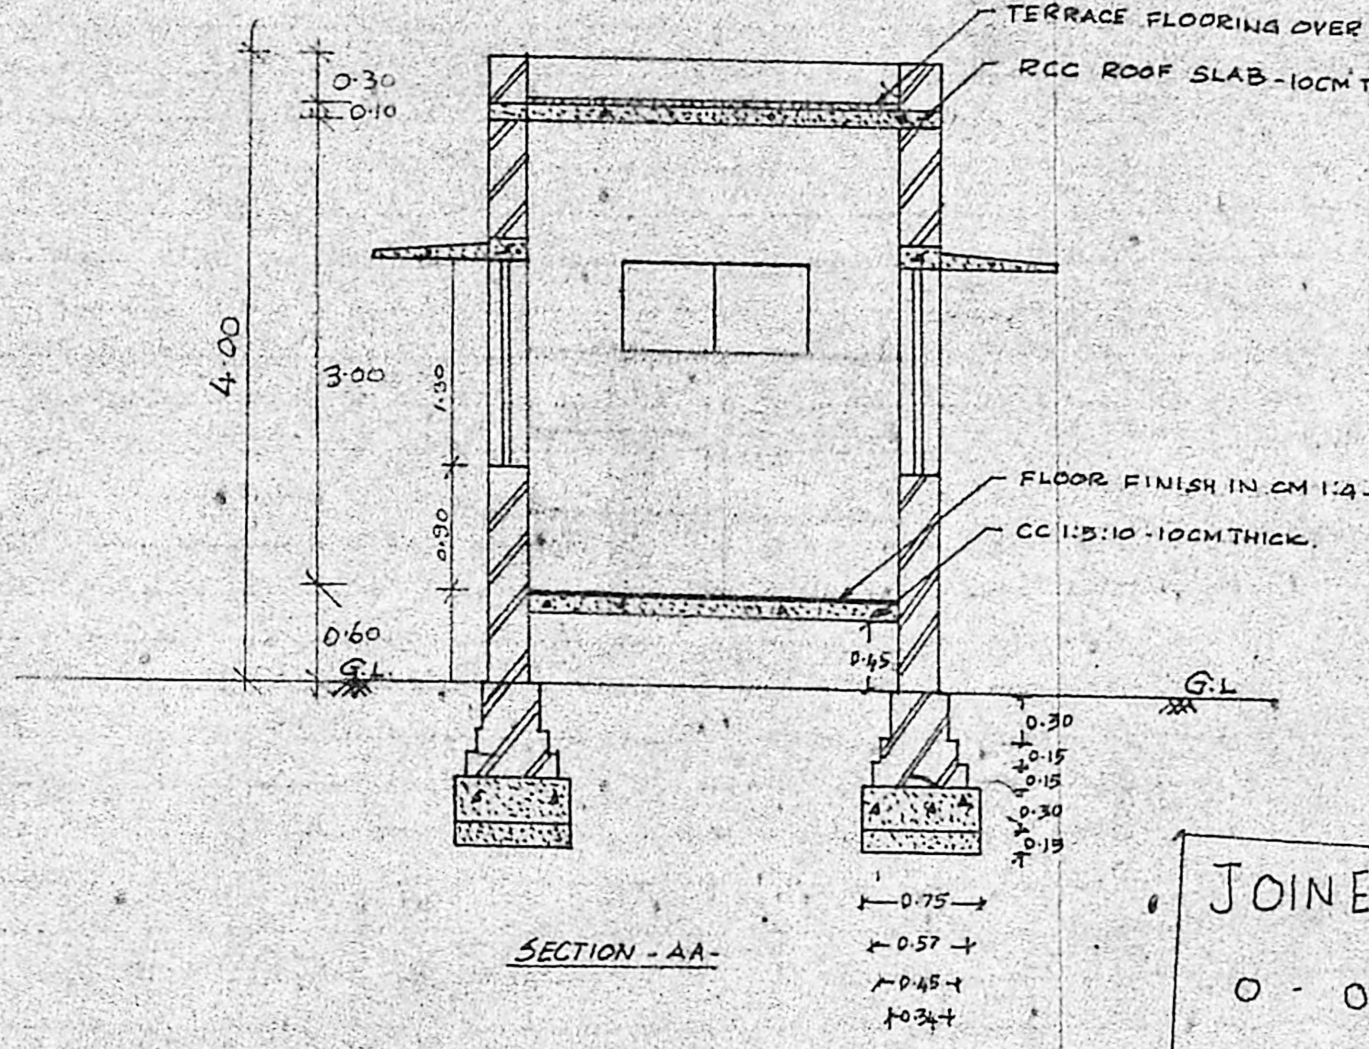 TERRACE FLOORING OVER
RCC ROOF SLAB-10CM T
0.30
0.10
4.00
3.00
1.30
0.90
FLOOR FINISH IN CM 1:4-
CC 1:5:10-10CM THICK.
0.60
0.45
G.L.
G.L
0.30
0.15
0.15
0.30
0.15
0.75
0.57
0.45
0.34
SECTION - AA-
JOINE
O - O